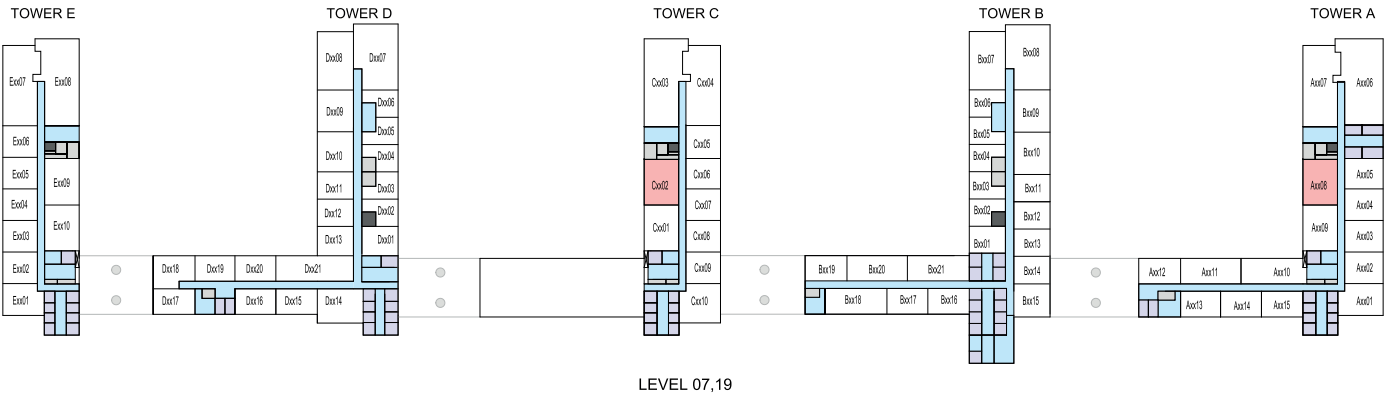 TOWER E
TOWER D
TOWER C
TOWER B
TOWER A
Exx07
Exx08
Exx06
Exx05
Exx09
Exx04
Exx10
Exx03
Exx02
Exx01
Dxx08
Dxx07
Dxx09
Dxx06
Dxx05
Dxx10
Dxx04
Dxx11
Dxx03
Dxx12
Dxx02
Dxx13
Dxx01
Dxx18
Dxx19
Dxx20
Dxx21
Dxx17
Dxx16
Dxx15
Dxx14
Cxx03
Cxx04
Cxx05
Cxx02
Cxx06
Cxx07
Cxx01
Cxx08
Cxx09
Cxx10
Bxx07
Bxx08
Bxx06
Bxx09
Bxx05
Bxx04
Bxx10
Bxx03
Bxx11
Bxx02
Bxx12
Bxx01
Bxx13
Bxx19
Bxx20
Bxx21
Bxx14
Bxx18
Bxx17
Bxx16
Bxx15
Axx07
Axx06
Axx08
Axx05
Axx04
Axx09
Axx03
Axx12
Axx11
Axx10
Axx02
Axx13
Axx14
Axx15
Axx01
LEVEL 07,19